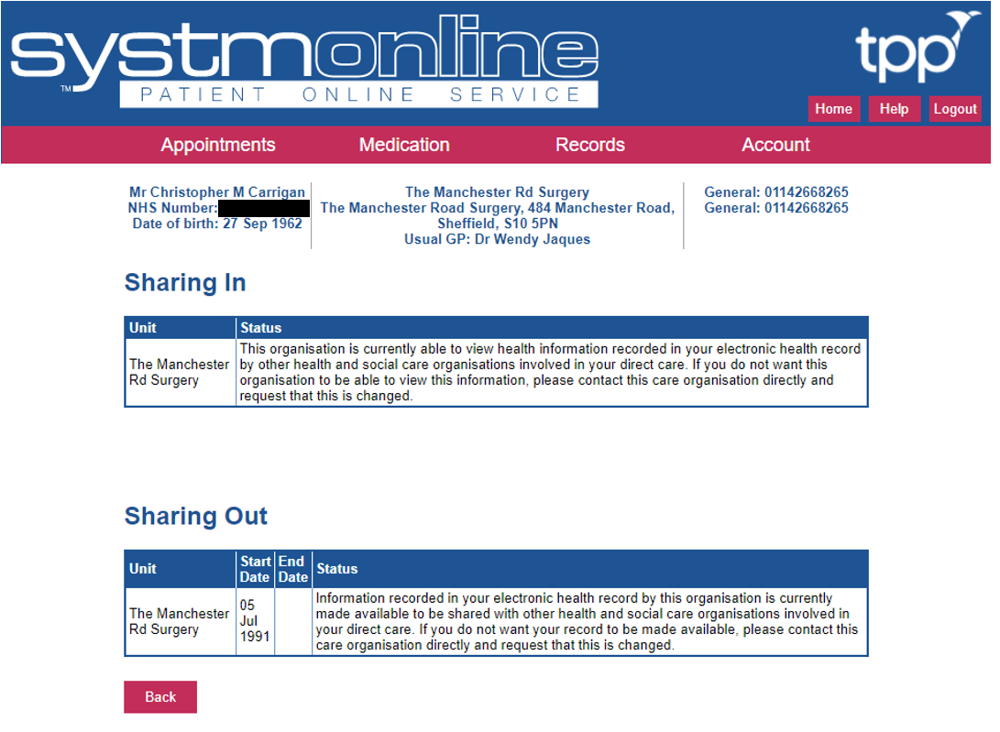 systmonline
TM
PATIENT ONLINE SERVICE
tpp
Home Help Logout
Appointments Medication Records Account
Mr Christopher M Carrigan
NHS Number:
Date of birth: 27 Sep 1962
The Manchester Rd Surgery
The Manchester Road Surgery, 484 Manchester Road,
Sheffield, S10 5PN
Usual GP: Dr Wendy Jaques
General: 01142668265
General: 01142668265
Sharing In
Unit Status
The Manchester
Rd Surgery
This organisation is currently able to view health information recorded in your electronic health record
by other health and social care organisations involved in your direct care. If you do not want this
organisation to be able to view this information, please contact this care organisation directly and
request that this is changed.
Sharing Out
Unit
Start
Date
End
Date
Status
The Manchester
Rd Surgery
05
Jul
1991
Information recorded in your electronic health record by this organisation is currently
made available to be shared with other health and social care organisations involved in
your direct care. If you do not want your record to be made available, please contact this
care organisation directly and request that this is changed.
Back